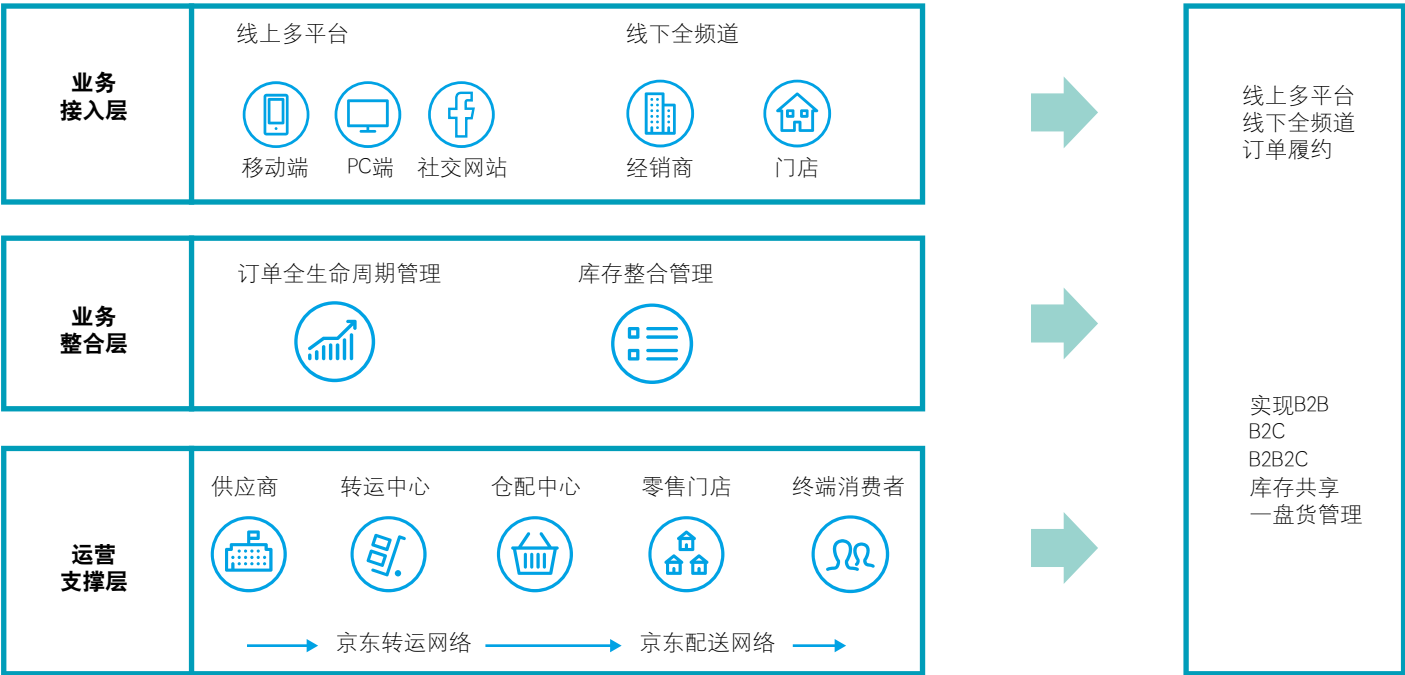 业务
接入层
线上多平台
线下全频道
移动端
PC端
社交网站
经销商
门店
业务
整合层
订单全生命周期管理
库存整合管理
运营
支撑层
供应商
转运中心
仓配中心
零售门店
终端消费者
京东转运网络
京东配送网络
线上多平台
线下全频道
订单履约
实现B2B
B2C
B2B2C
库存共享
一盘货管理